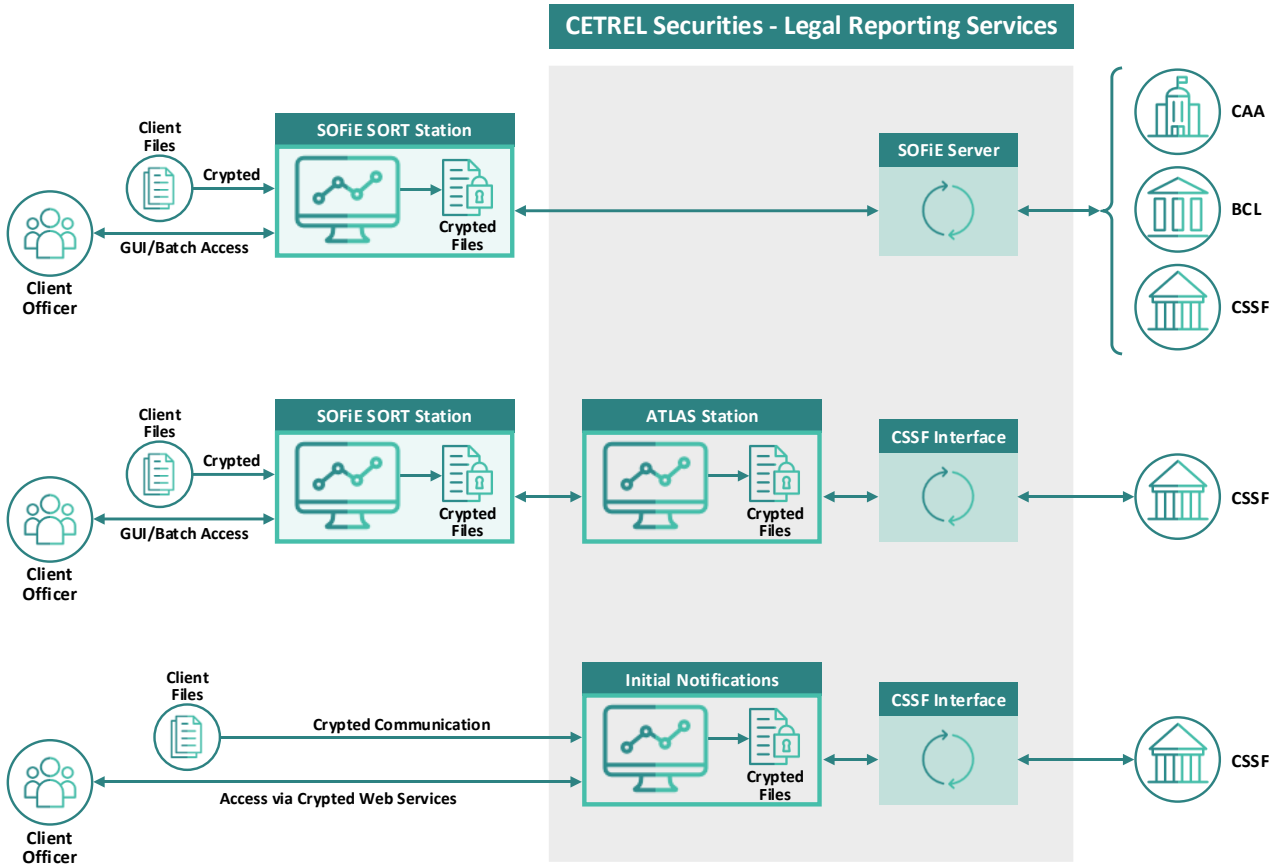 CETREL Securities - Legal Reporting Services
Client
Files
Crypted
GUI/Batch Access
Client
Officer
SOFiE SORT Station
Crypted
Files
SOFiE Server
CAA
BCL
CSSF
Client
Files
Crypted
GUI/Batch Access
Client
Officer
SOFiE SORT Station
Crypted
Files
ATLAS Station
Crypted
Files
CSSF Interface
CSSF
Client
Files
Crypted Communication
Access via Crypted Web Services
Client
Officer
Initial Notifications
Crypted
Files
CSSF Interface
CSSF